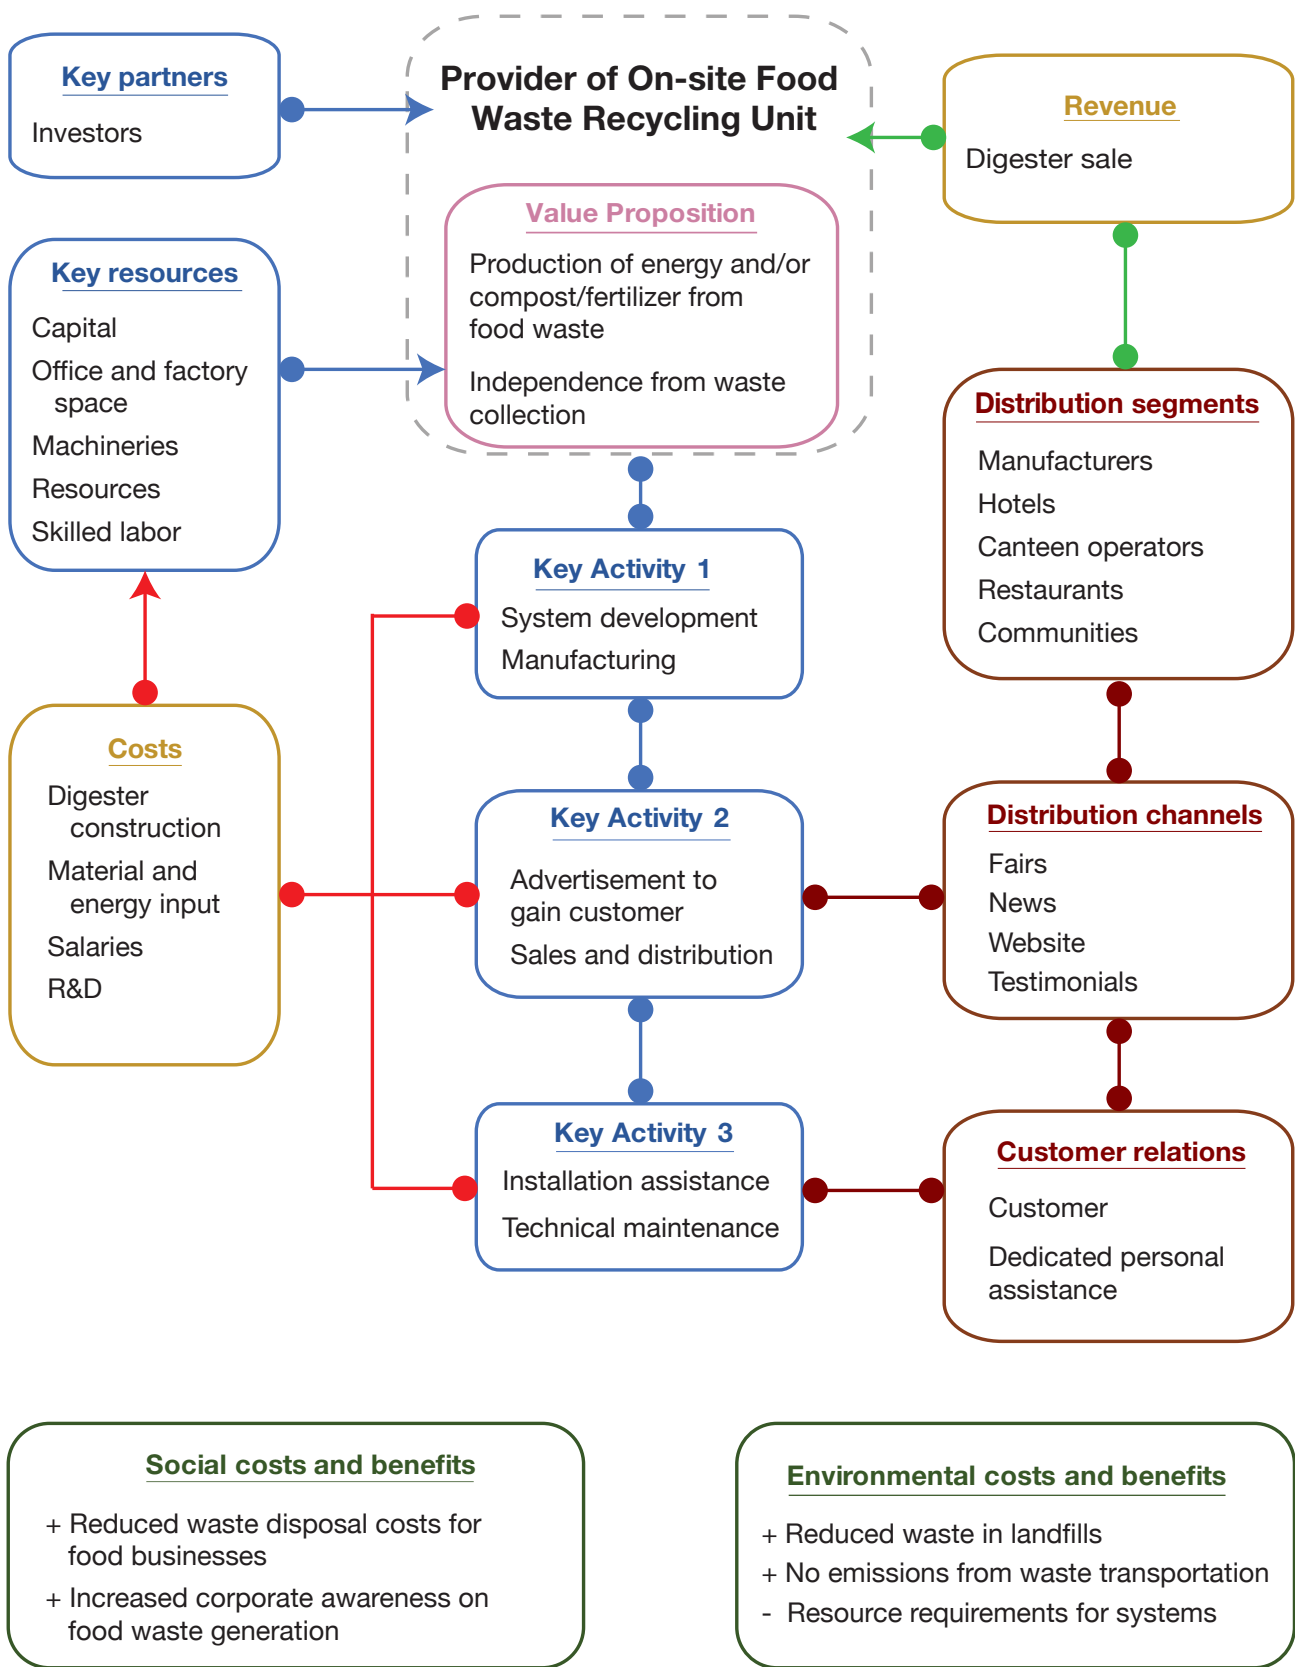 Key partners
Investors
Provider of On-site Food
Waste Recycling Unit
Revenue
Digester sale
Value Proposition
Production of energy and/or
compost/fertilizer from
food waste
Independence from waste
collection
Key resources
Capital
Office and factory
space
Machineries
Resources
Skilled labor
Distribution segments
Manufacturers
Hotels
Canteen operators
Restaurants
Communities
Key Activity 1
System development
Manufacturing
Costs
Digester
construction
Material and
energy input
Salaries
R&D
Key Activity 2
Advertisement to
gain customer
Sales and distribution
Distribution channels
Fairs
News
Website
Testimonials
Key Activity 3
Installation assistance
Technical maintenance
Customer relations
Customer
Dedicated personal
assistance
Social costs and benefits
+ Reduced waste disposal costs for
food businesses
+ Increased corporate awareness on
food waste generation
Environmental costs and benefits
+ Reduced waste in landfills
+ No emissions from waste transportation
- Resource requirements for systems